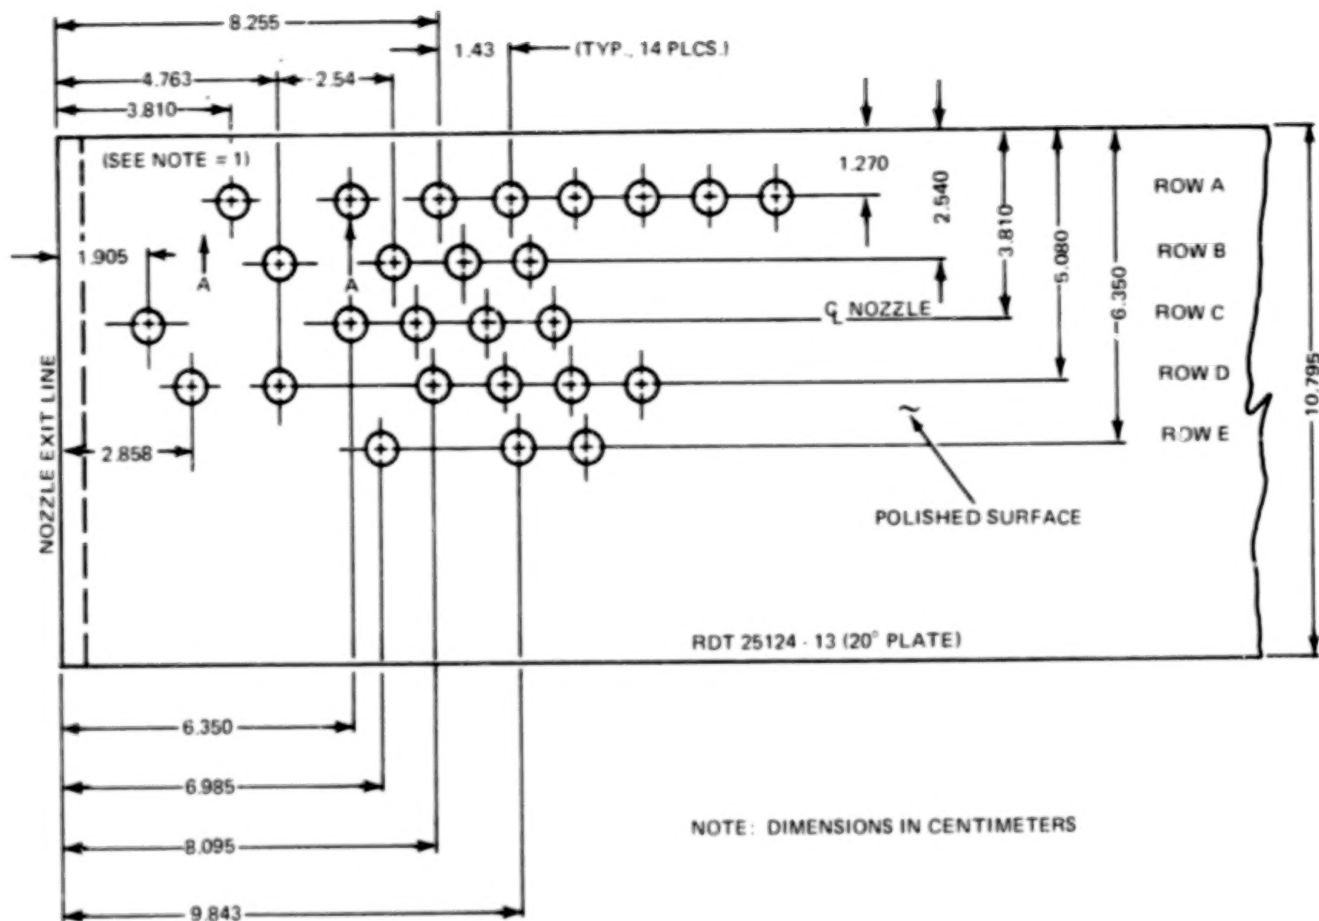 8.255
1.43
(TYP., 14 PLCS.)
4.763
2.54
3.810
(SEE NOTE = 1)
1.270
2.540
3.810
5.080
6.350
10.795
ROW A
1.905
A
A
ROW B
℄ NOZZLE
ROW C
ROW D
ROW E
2.858
NOZZLE EXIT LINE
~
POLISHED SURFACE
RDT 25124 - 13 (20° PLATE)
6.350
6.985
8.095
9.843
NOTE: DIMENSIONS IN CENTIMETERS